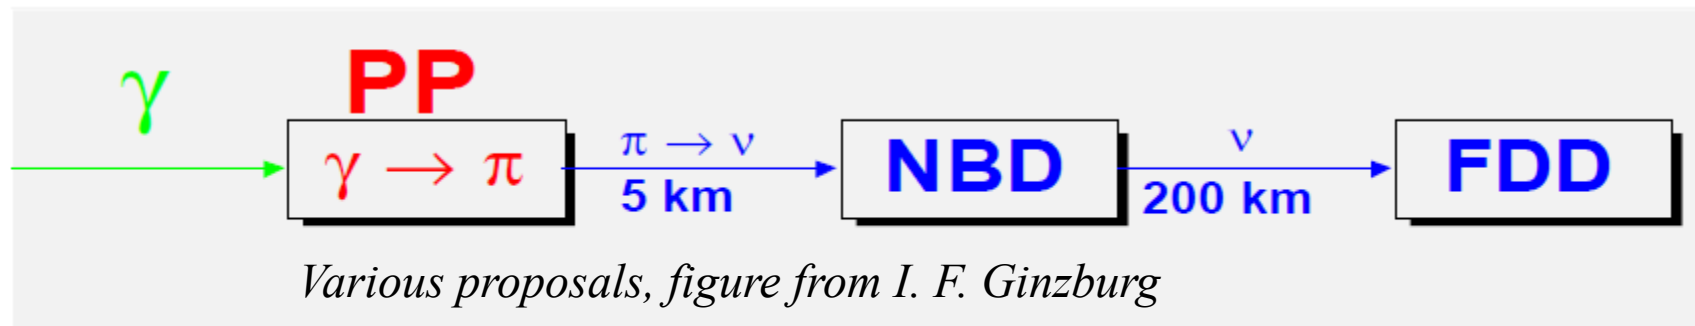 γ
PP
γ → π
π → ν
5 km
NBD
ν
200 km
FDD
Various proposals, figure from I. F. Ginzburg